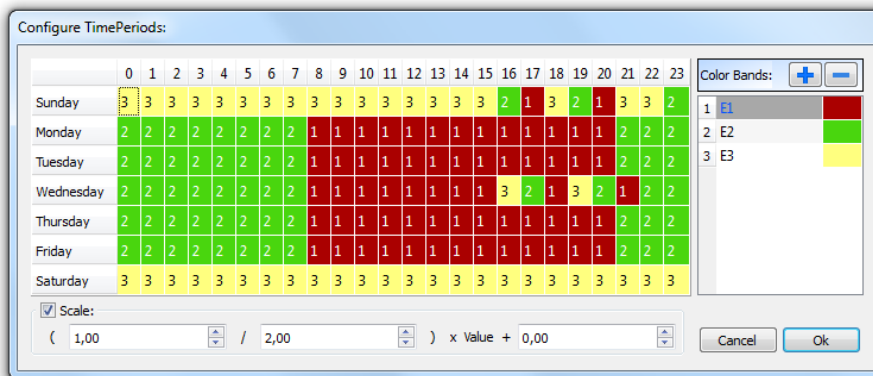 Configure TimePeriods:
0 1 2 3 4 5 6 7 8 9 10 11 12 13 14 15 16 17 18 19 20 21 22 23
Sunday 3 3 3 3 3 3 3 3 3 3 3 3 3 3 3 3 2 1 3 2 1 3 3 2
Monday 2 2 2 2 2 2 2 2 1 1 1 1 1 1 1 1 1 1 1 1 1 2 2 2
Tuesday 2 2 2 2 2 2 2 2 1 1 1 1 1 1 1 1 1 1 1 1 1 2 2 2
Wednesday 2 2 2 2 2 2 2 2 1 1 1 1 1 1 1 1 3 2 1 3 2 1 2 2
Thursday 2 2 2 2 2 2 2 2 1 1 1 1 1 1 1 1 1 1 1 1 1 2 2 2
Friday 2 2 2 2 2 2 2 2 1 1 1 1 1 1 1 1 1 1 1 1 1 2 2 2
Saturday 3 3 3 3 3 3 3 3 3 3 3 3 3 3 3 3 3 3 3 3 3 3 3 3
Color Bands: + −
1 E1
2 E2
3 E3
Scale:
( 1,00 / 2,00 ) x Value + 0,00
Cancel Ok